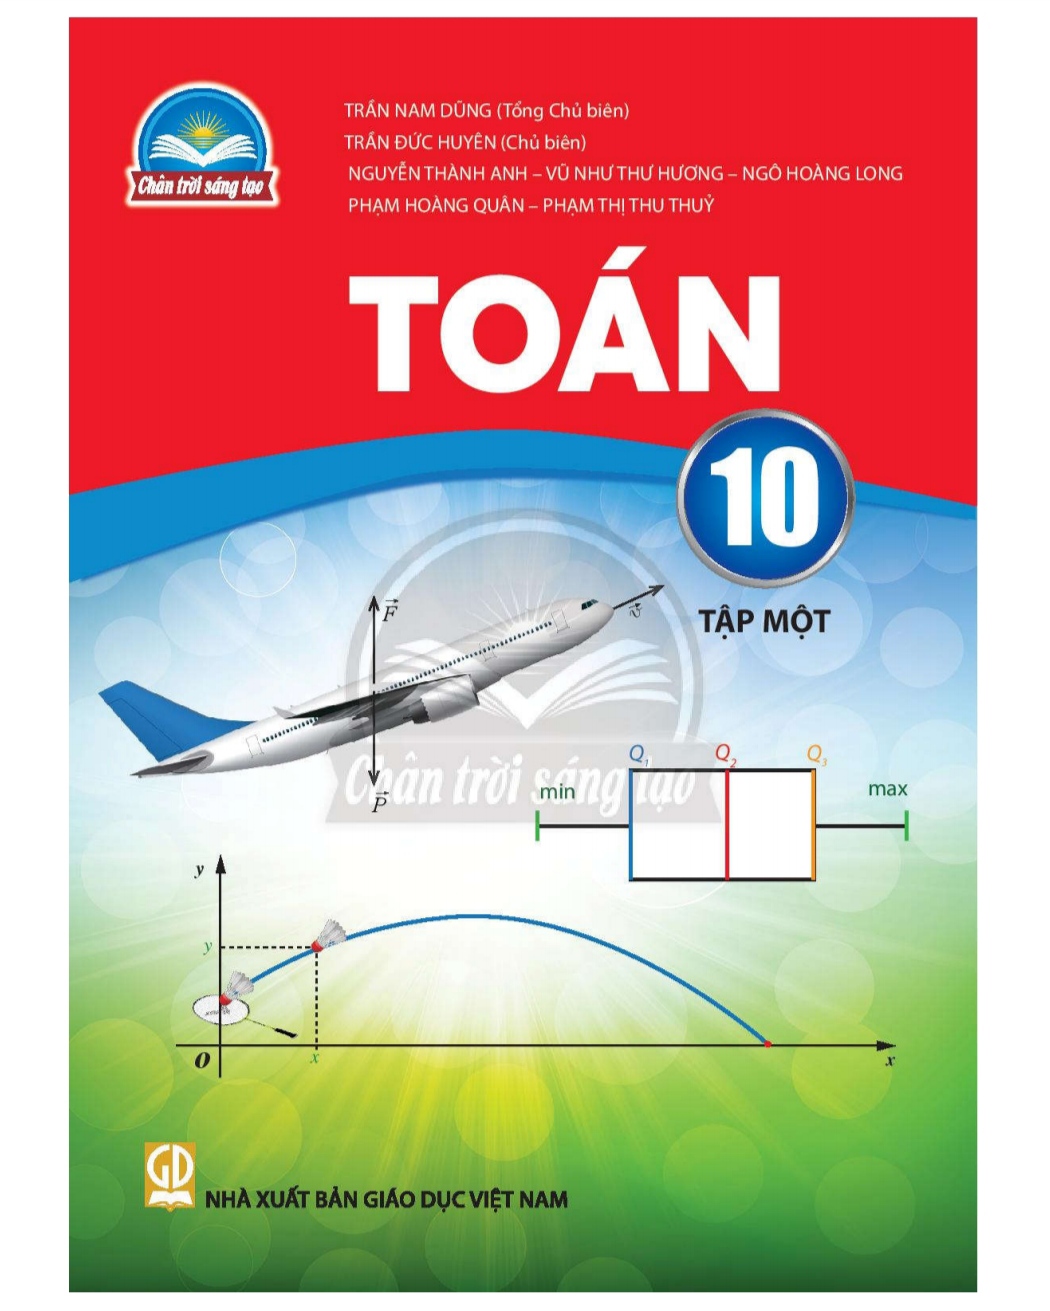 TRẦN NAM DŨNG (Tổng Chủ biên)
TRẦN ĐỨC HUYÊN (Chủ biên)
NGUYỄN THÀNH ANH – VŨ NHƯ THƯ HƯƠNG – NGÔ HOÀNG LONG
PHẠM HOÀNG QUÂN – PHẠM THỊ THU THUỶ
Chân trời sáng tạo
TOÁN
10
TẬP MỘT
F
v
P
Chân trời sáng tạo
Q₁ Q₂ Q₃
min max
y
y
O x x
GD
NHÀ XUẤT BẢN GIÁO DỤC VIỆT NAM